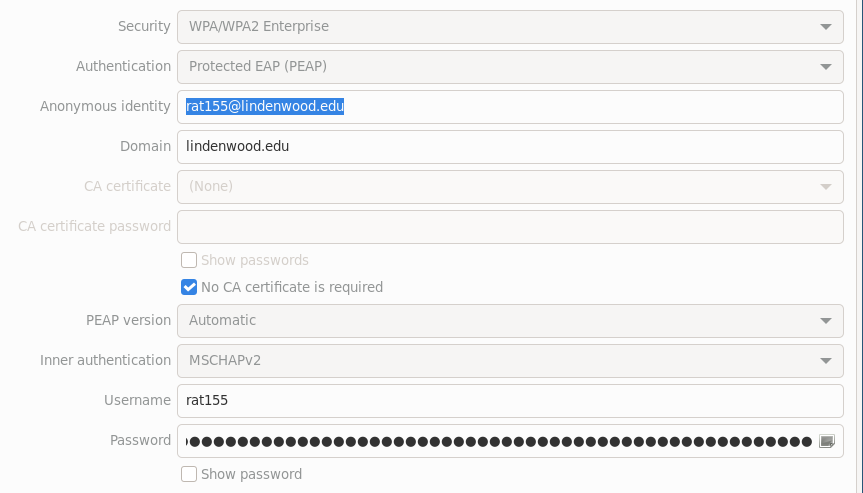 Security WPA/WPA2 Enterprise
Authentication Protected EAP (PEAP)
Anonymous identity rat155@lindenwood.edu
Domain lindenwood.edu
CA certificate (None)
CA certificate password
Show passwords
No CA certificate is required
PEAP version Automatic
Inner authentication MSCHAPv2
Username rat155
Password
Show password